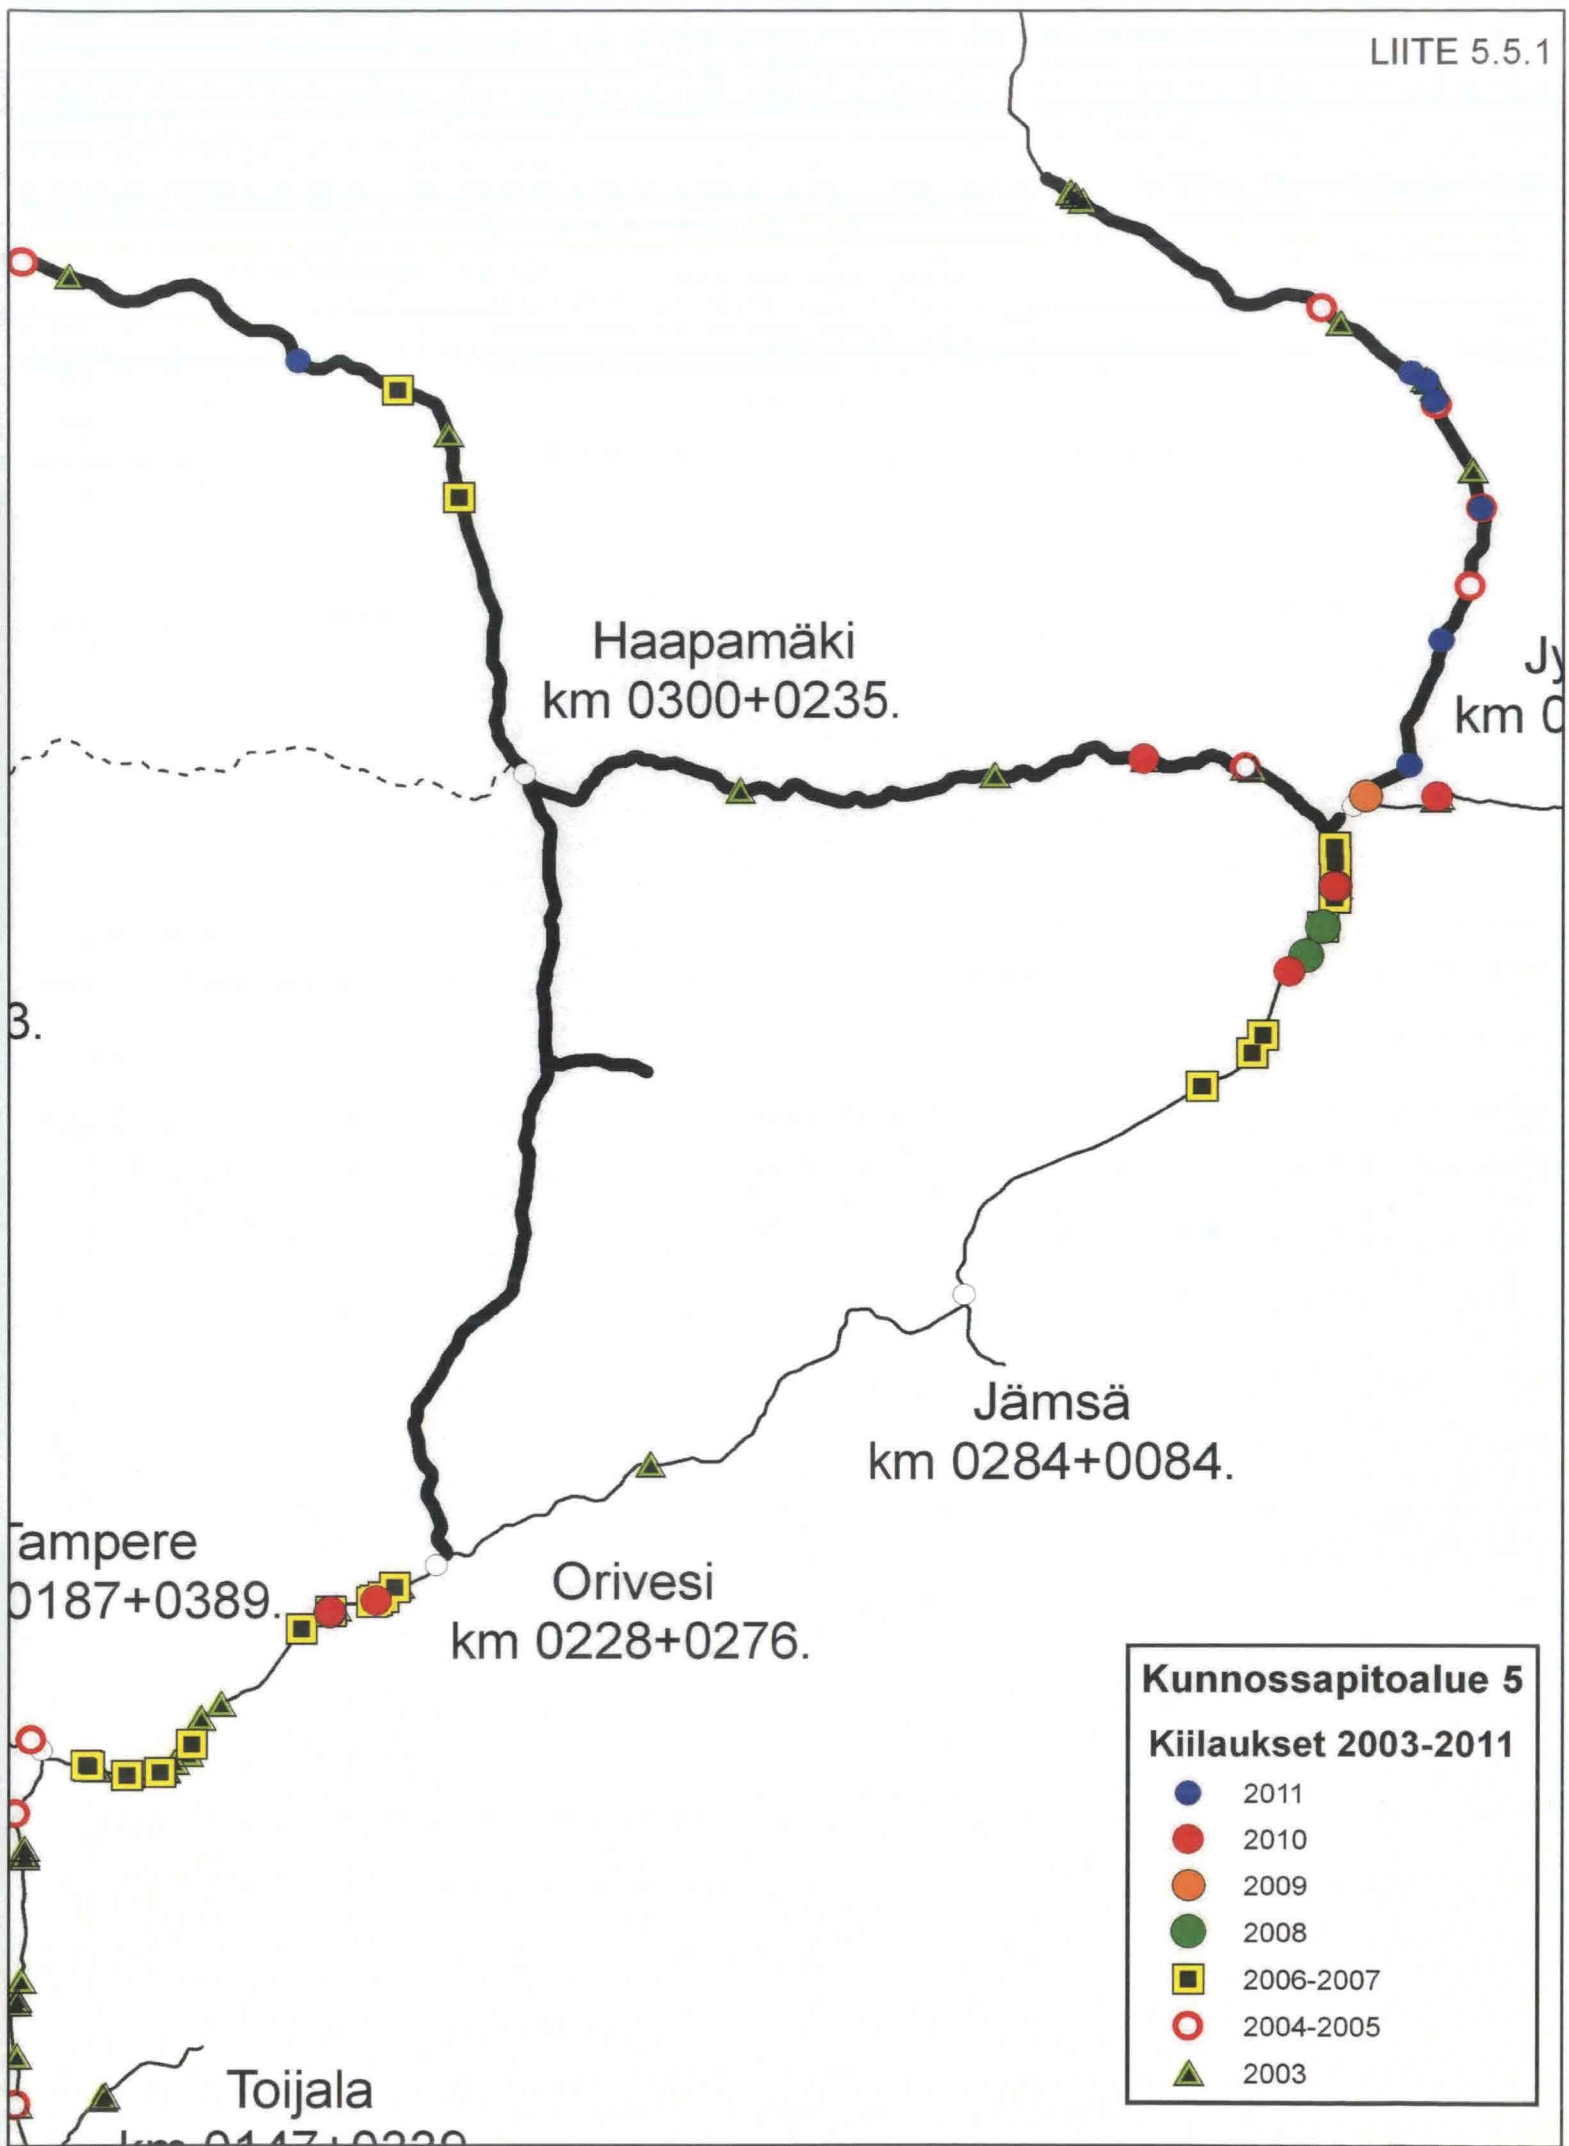 LIITE 5.5.1
Haapamäki
km 0300+0235.
Jy
km 0
3.
Jämsä
km 0284+0084.
ampere
0187+0389.
Orivesi
km 0228+0276.
Kunnossapitoalue 5
Kiilaukset 2003-2011
2011
2010
2009
2008
2006-2007
2004-2005
2003
Toijala